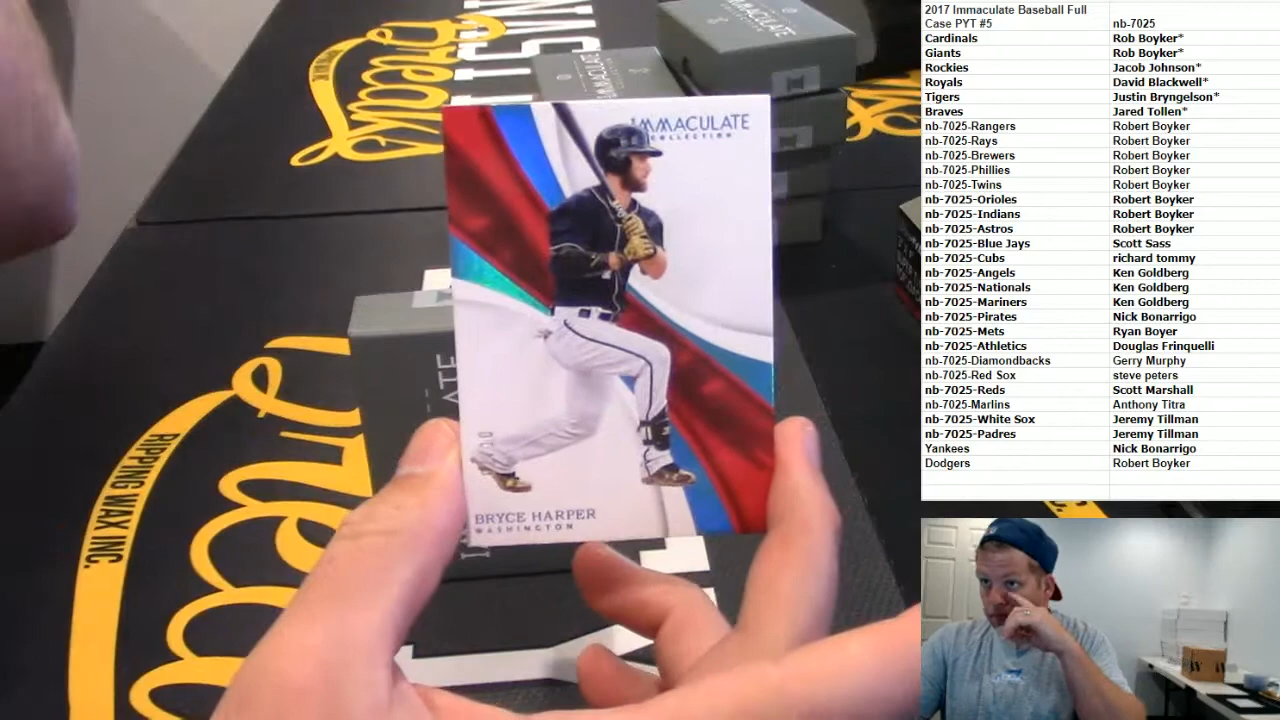 IMMACULATE
COLLECTION
BRYCE HARPER
WASHINGTON
RIPPING WAX INC.
IMMACULATE
2017 Immaculate Baseball Full
Case PYT #5 nb-7025
Cardinals Rob Boyker*
Giants Rob Boyker*
Rockies Jacob Johnson*
Royals David Blackwell*
Tigers Justin Bryngelson*
Braves Jared Tollen*
nb-7025-Rangers Robert Boyker
nb-7025-Rays Robert Boyker
nb-7025-Brewers Robert Boyker
nb-7025-Phillies Robert Boyker
nb-7025-Twins Robert Boyker
nb-7025-Orioles Robert Boyker
nb-7025-Indians Robert Boyker
nb-7025-Astros Robert Boyker
nb-7025-Blue Jays Scott Sass
nb-7025-Cubs richard tommy
nb-7025-Angels Ken Goldberg
nb-7025-Nationals Ken Goldberg
nb-7025-Mariners Ken Goldberg
nb-7025-Pirates Nick Bonarrigo
nb-7025-Mets Ryan Boyer
nb-7025-Athletics Douglas Frinquelli
nb-7025-Diamondbacks Gerry Murphy
nb-7025-Red Sox steve peters
nb-7025-Reds Scott Marshall
nb-7025-Marlins Anthony Titra
nb-7025-White Sox Jeremy Tillman
nb-7025-Padres Jeremy Tillman
Yankees Nick Bonarrigo
Dodgers Robert Boyker